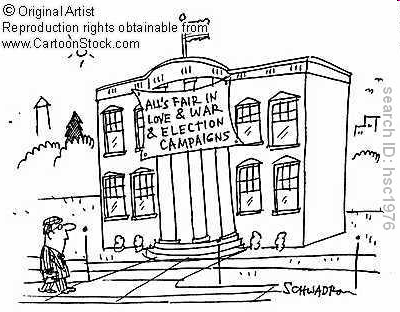 © Original Artist
Reproduction rights obtainable from
www.CartoonStock.com
ALL'S FAIR IN
LOVE & WAR
& ELECTION
CAMPAIGNS
search ID: hsc1976
SCHWADRON